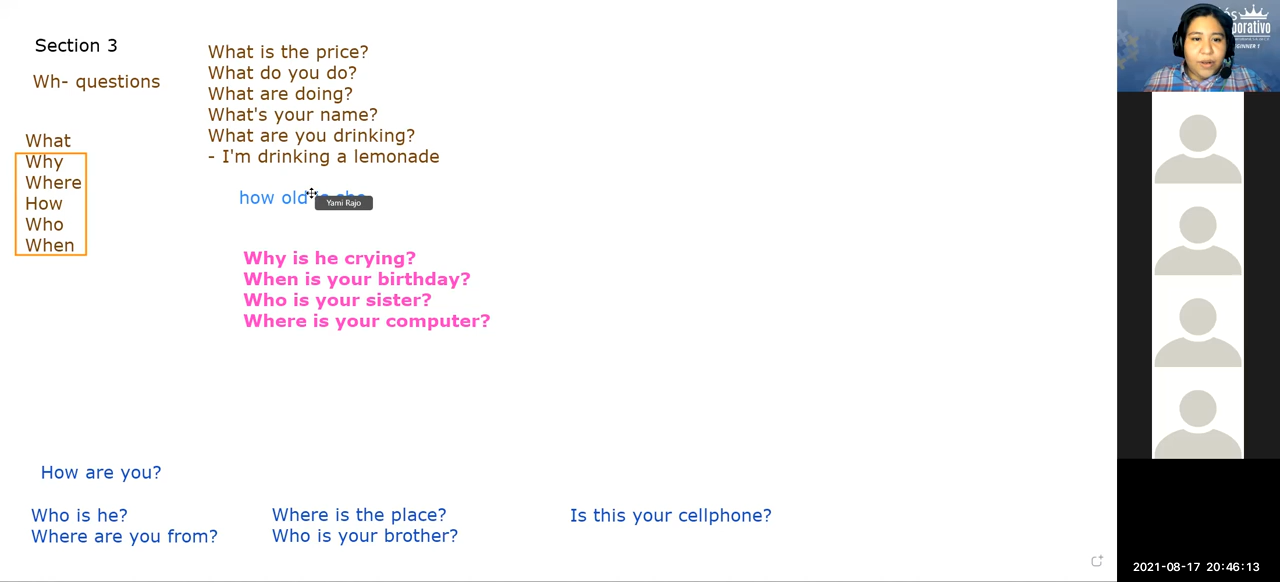 Section 3
Wh- questions
What
Why
Where
How
Who
When
What is the price?
What do you do?
What are doing?
What's your name?
What are you drinking?
- I'm drinking a lemonade
how old
Yami Rajo
Why is he crying?
When is your birthday?
Who is your sister?
Where is your computer?
How are you?
Who is he?
Where are you from?
Where is the place?
Who is your brother?
Is this your cellphone?
2021-08-17 20:46:13